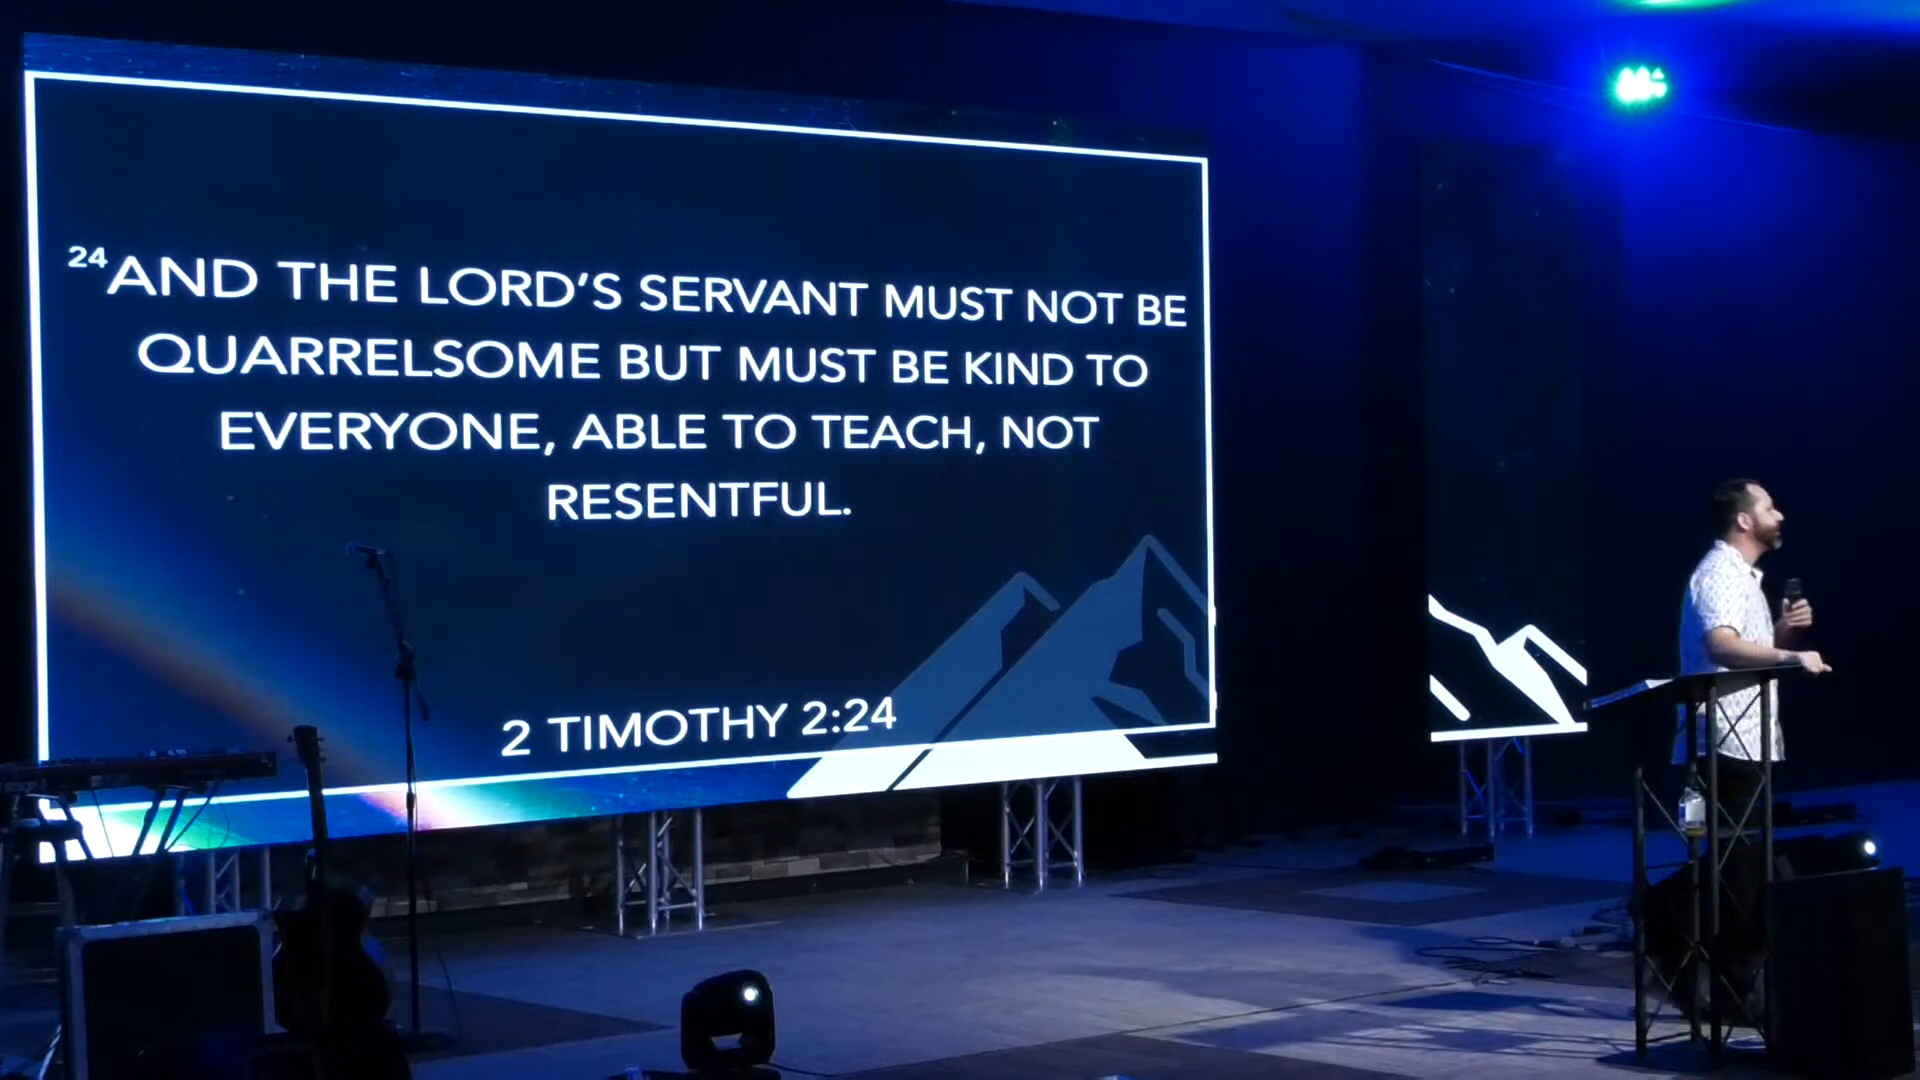 24AND THE LORD'S SERVANT MUST NOT BE
QUARRELSOME BUT MUST BE KIND TO
EVERYONE, ABLE TO TEACH, NOT
RESENTFUL.
2 TIMOTHY 2:24